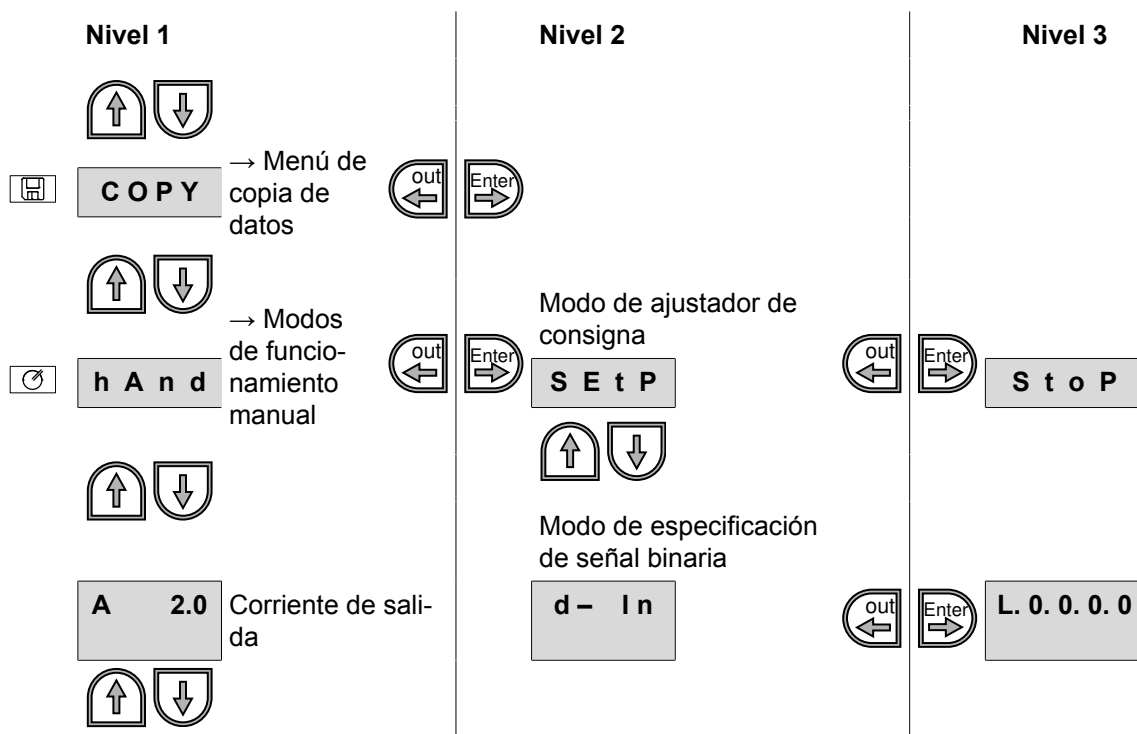 Nivel 1
Nivel 2
Nivel 3
COPY
→ Menú de
copia de
datos
out
Enter
hAnd
→ Modos
de funcio-
namiento
manual
out
Enter
Modo de ajustador de
consigna
SEtP
out
Enter
StoP
Modo de especificación
de señal binaria
A 2.0
Corriente de sali-
da
d– In
out
Enter
L. 0. 0. 0. 0